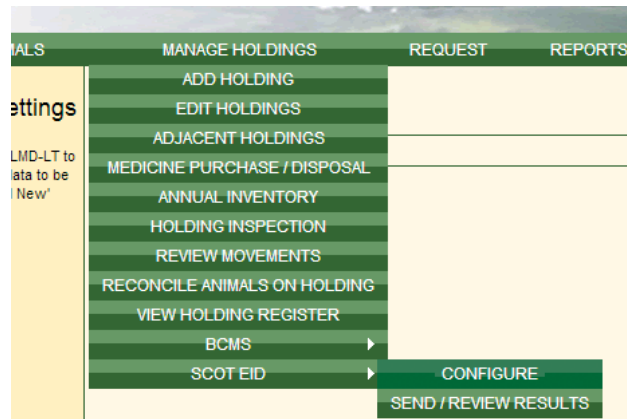 MANAGE HOLDINGS REQUEST REPORTS
ADD HOLDING
ettings EDIT HOLDINGS
ADJACENT HOLDINGS
LMD-LT to
MEDICINE PURCHASE / DISPOSAL
to be
New'
ANNUAL INVENTORY
HOLDING INSPECTION
REVIEW MOVEMENTS
RECONCILE ANIMALS ON HOLDING
VIEW HOLDING REGISTER
BCMS
SCOT EID CONFIGURE
SEND / REVIEW RESULTS